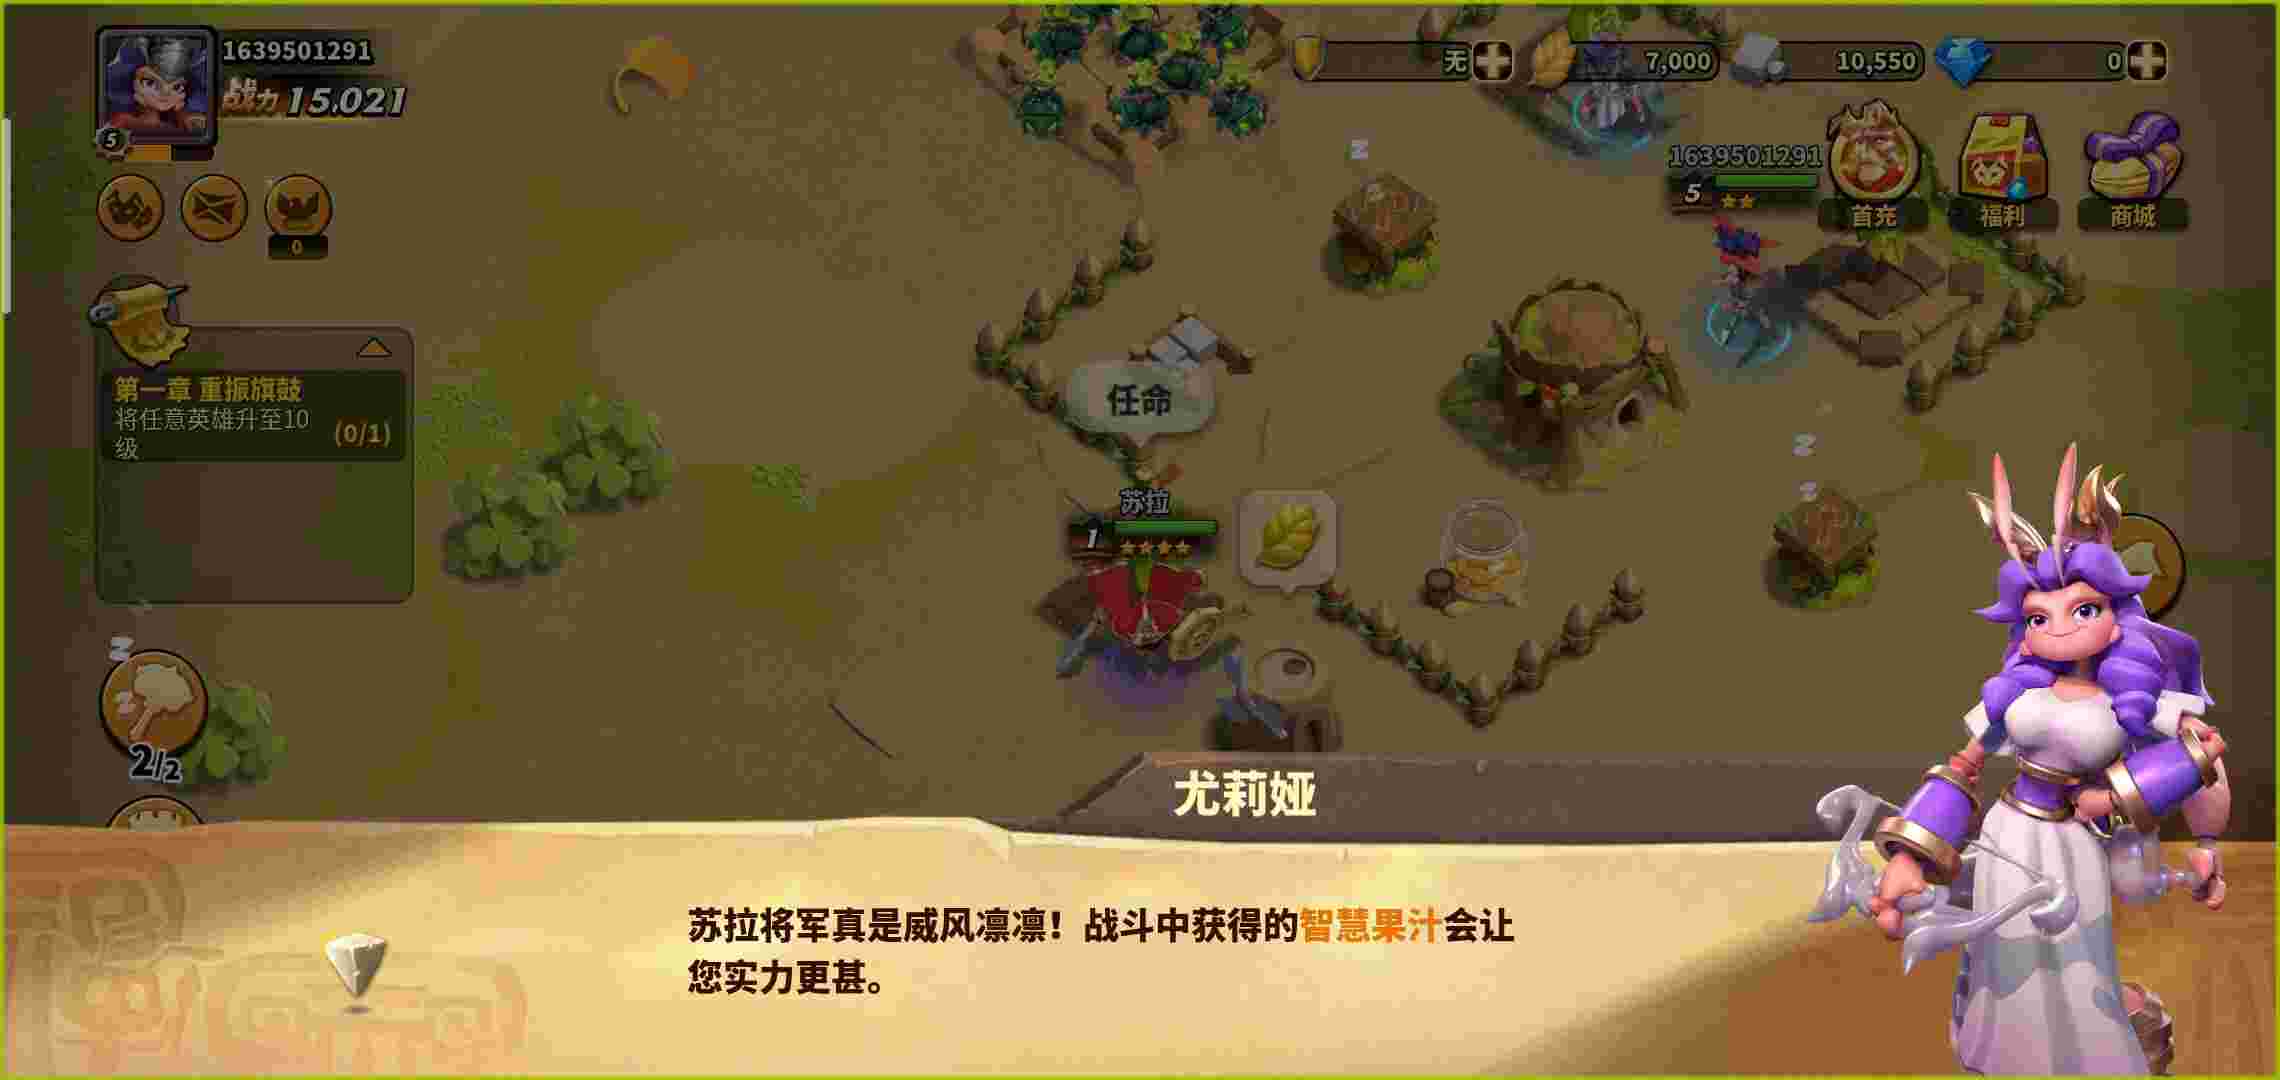 1639501291
战力 15,021
5
0
无
7,000
10,550
0
1639501291
5
首充
福利
商城
第一章 重振旗鼓
将任意英雄升至10
级
(0/1)
任命
苏拉
1
2/2
尤莉娅
苏拉将军真是威风凛凛！战斗中获得的智慧果汁会让
您实力更甚。